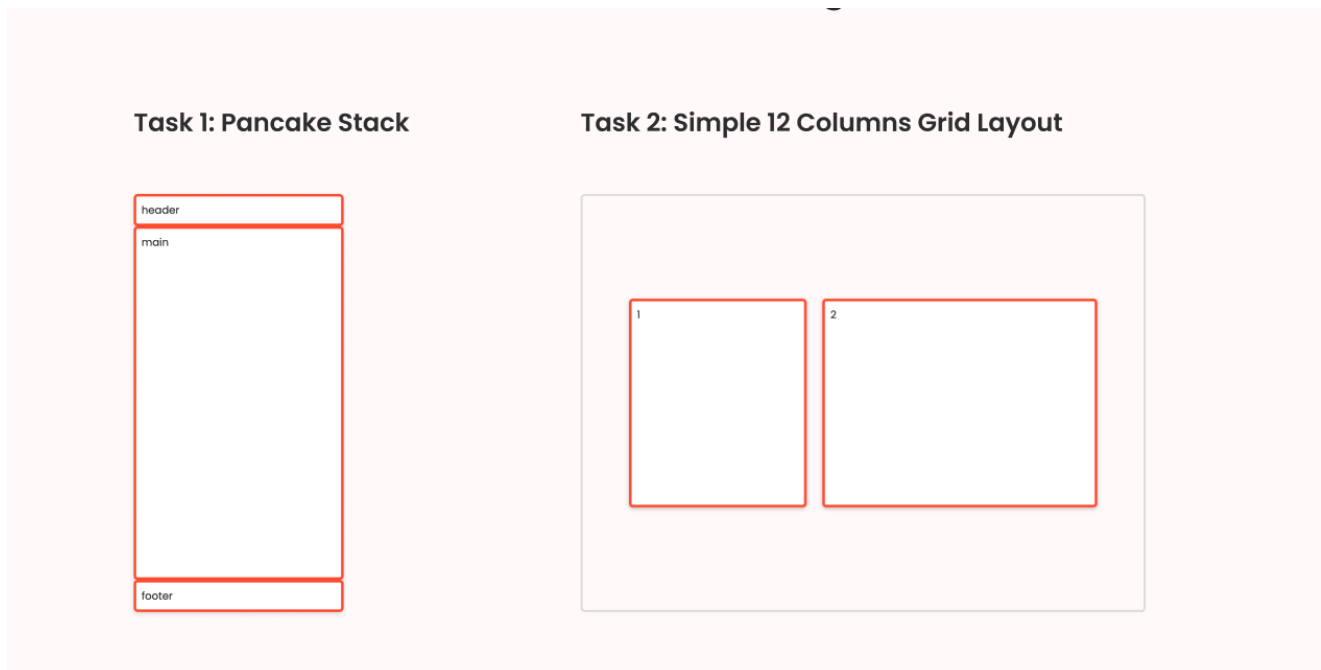 Task 1: Pancake Stack
Task 2: Simple 12 Columns Grid Layout
header
main
footer
1
2